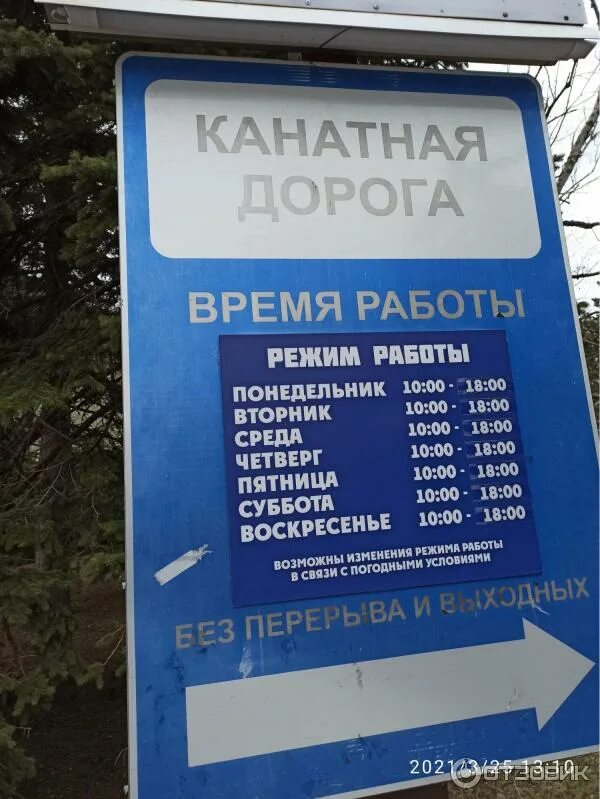 КАНАТНАЯ
ДОРОГА
ВРЕМЯ РАБОТЫ
РЕЖИМ РАБОТЫ
ПОНЕДЕЛЬНИК 10:00 - 18:00
ВТОРНИК 10:00 - 18:00
СРЕДА 10:00 - 18:00
ЧЕТВЕРГ 10:00 - 18:00
ПЯТНИЦА 10:00 - 18:00
СУББОТА 10:00 - 18:00
ВОСКРЕСЕНЬЕ 10:00 - 18:00
ВОЗМОЖНЫ ИЗМЕНЕНИЯ РЕЖИМА РАБОТЫ
В СВЯЗИ С ПОГОДНЫМИ УСЛОВИЯМИ
БЕЗ ПЕРЕРЫВА И ВЫХОДНЫХ
2021/3/25 13:10
ОТЗОВИК